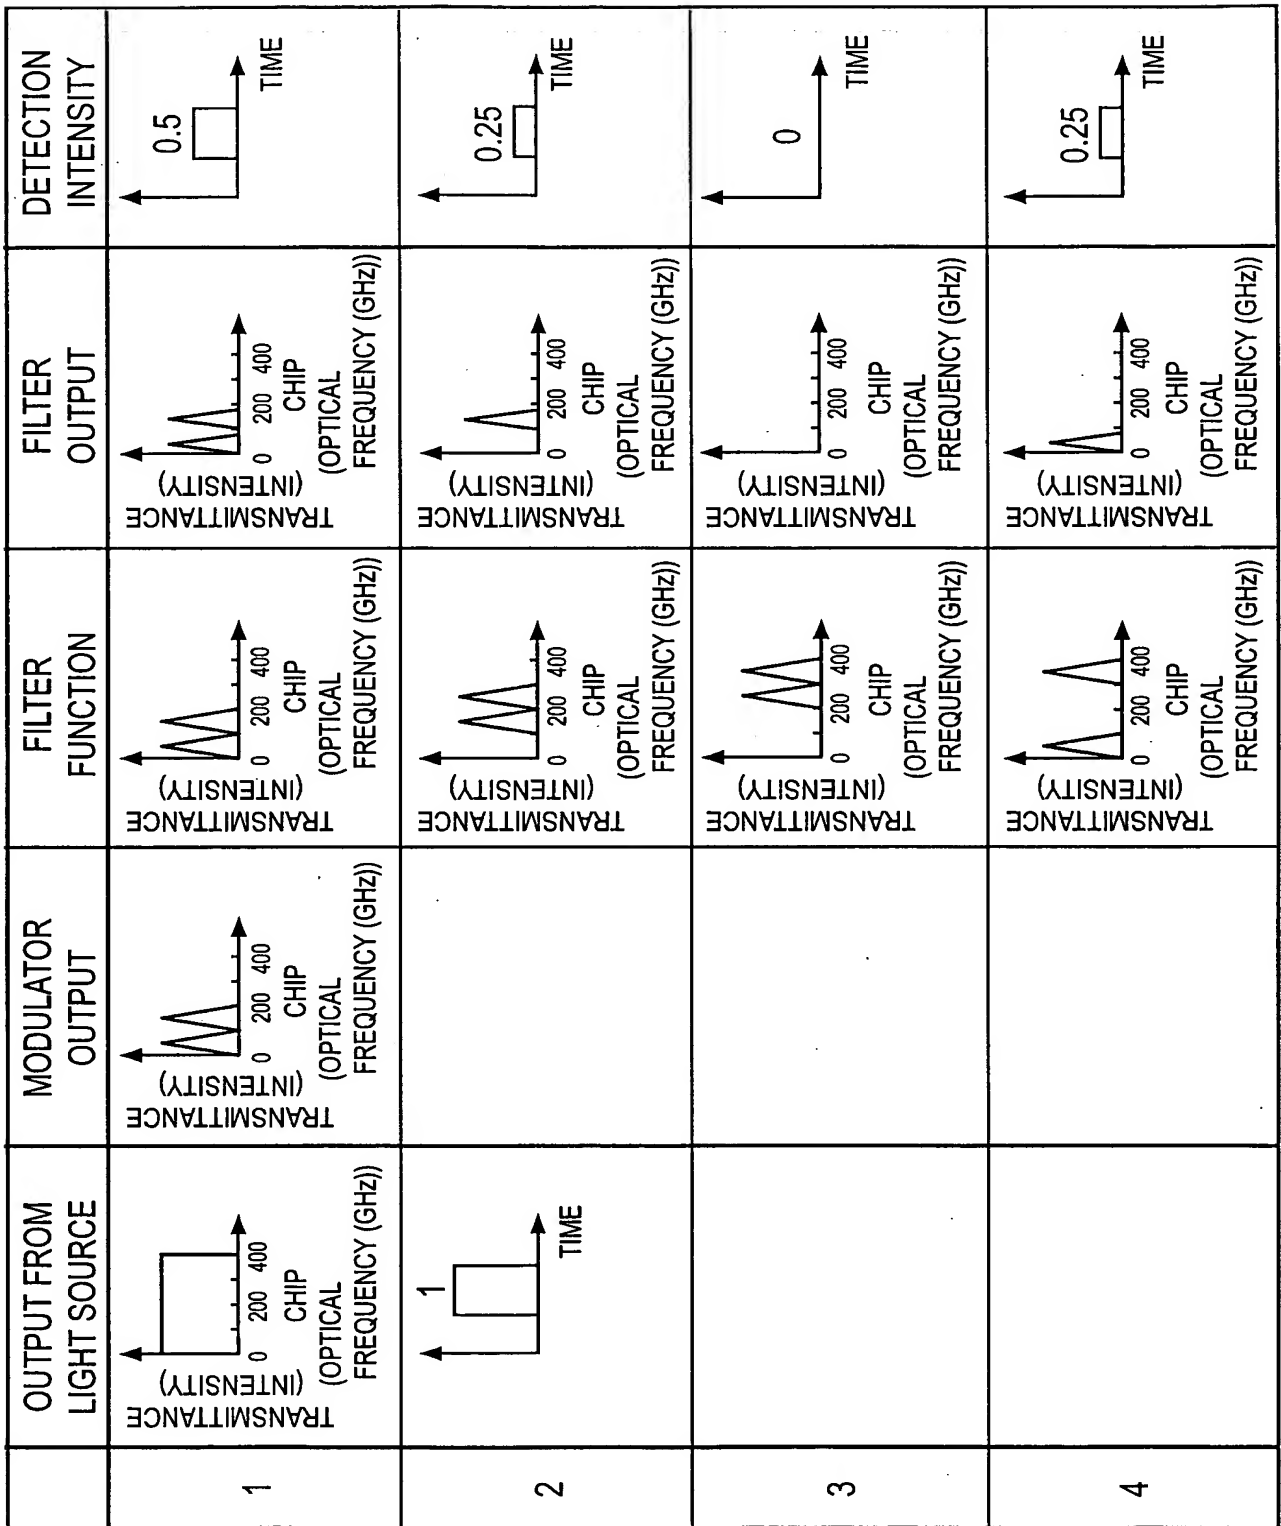 OUTPUT FROM
LIGHT SOURCE
MODULATOR
OUTPUT
FILTER
FUNCTION
FILTER
OUTPUT
DETECTION
INTENSITY
1
TRANSMITTANCE
(INTENSITY)
0 200 400
CHIP
(OPTICAL
FREQUENCY (GHz))
TRANSMITTANCE
(INTENSITY)
0 200 400
CHIP
(OPTICAL
FREQUENCY (GHz))
TRANSMITTANCE
(INTENSITY)
0 200 400
CHIP
(OPTICAL
FREQUENCY (GHz))
TRANSMITTANCE
(INTENSITY)
0 200 400
CHIP
(OPTICAL
FREQUENCY (GHz))
0.5
TIME
2
1
TIME
TRANSMITTANCE
(INTENSITY)
0 200 400
CHIP
(OPTICAL
FREQUENCY (GHz))
TRANSMITTANCE
(INTENSITY)
0 200 400
CHIP
(OPTICAL
FREQUENCY (GHz))
0.25
TIME
3
TRANSMITTANCE
(INTENSITY)
0 200 400
CHIP
(OPTICAL
FREQUENCY (GHz))
TRANSMITTANCE
(INTENSITY)
0 200 400
CHIP
(OPTICAL
FREQUENCY (GHz))
0
TIME
4
TRANSMITTANCE
(INTENSITY)
0 200 400
CHIP
(OPTICAL
FREQUENCY (GHz))
TRANSMITTANCE
(INTENSITY)
0 200 400
CHIP
(OPTICAL
FREQUENCY (GHz))
0.25
TIME